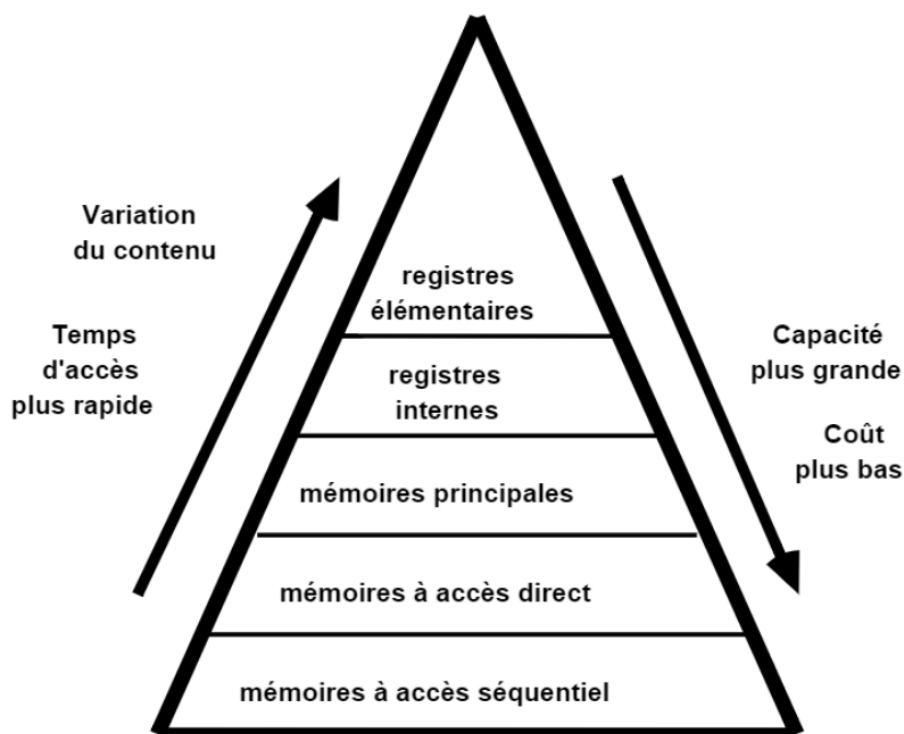 Variation
du contenu
Temps
d'accès
plus rapide
registres
élémentaires
registres
internes
mémoires principales
mémoires à accès direct
mémoires à accès séquentiel
Capacité
plus grande
Coût
plus bas